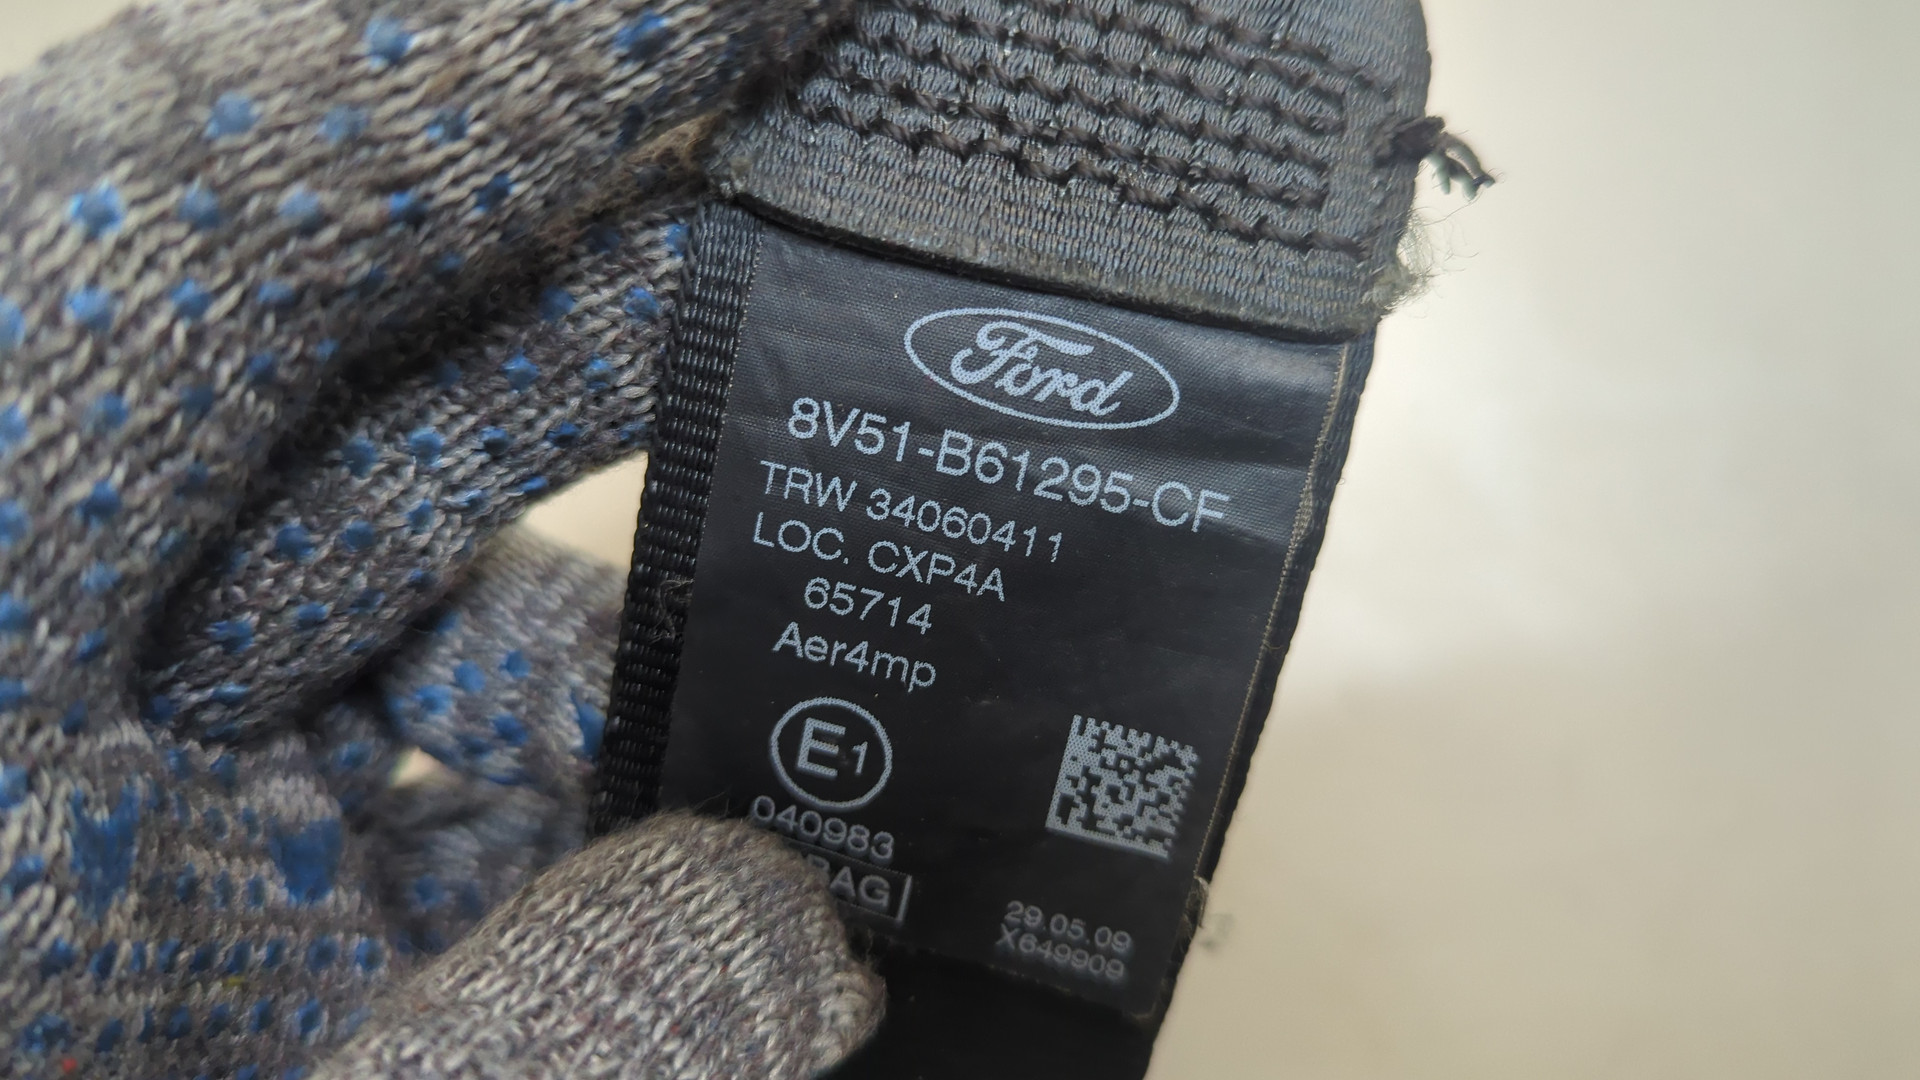 Ford
8V51-B61295-CF
TRW 34060411
LOC. CXP4A
65714
Aer4mp
E1
040983
29.05.09
X649909